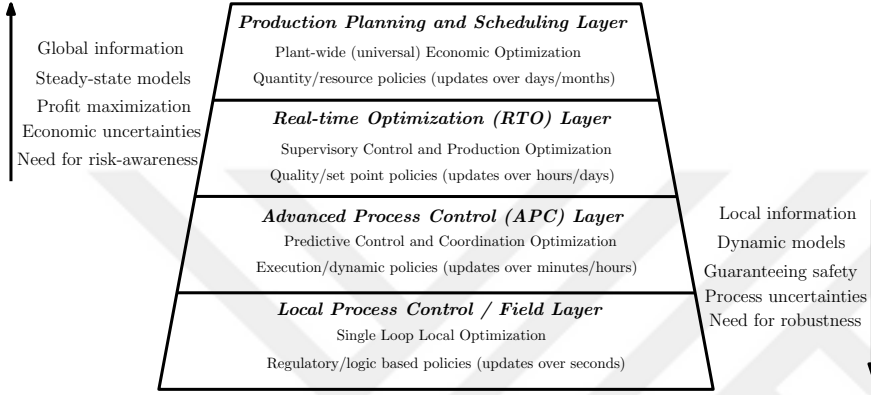 Production Planning and Scheduling Layer
Plant-wide (universal) Economic Optimization
Quantity/resource policies (updates over days/months)
Global information
Steady-state models
Profit maximization
Economic uncertainties
Need for risk-awareness
Real-time Optimization (RTO) Layer
Supervisory Control and Production Optimization
Quality/set point policies (updates over hours/days)
Advanced Process Control (APC) Layer
Predictive Control and Coordination Optimization
Execution/dynamic policies (updates over minutes/hours)
Local information
Dynamic models
Guaranteeing safety
Process uncertainties
Need for robustness
Local Process Control / Field Layer
Single Loop Local Optimization
Regulatory/logic based policies (updates over seconds)